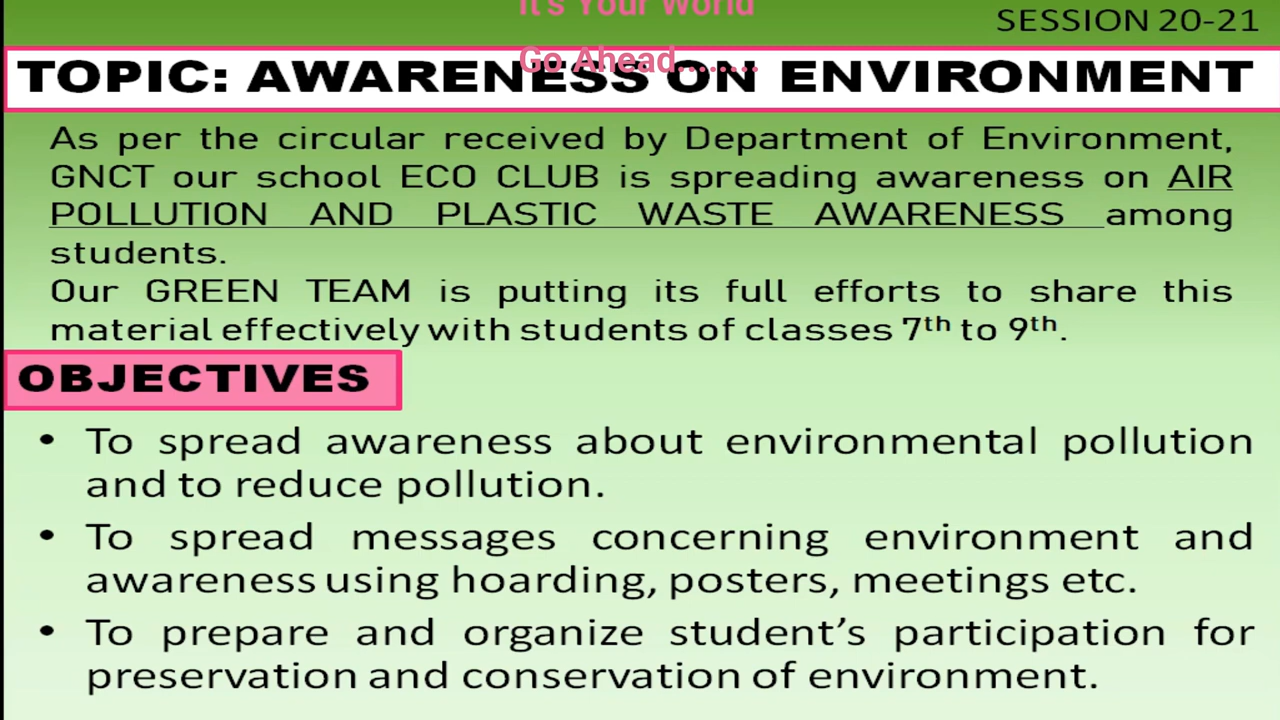 It's Your World
SESSION 20-21
Go Ahead........
TOPIC: AWARENESS ON ENVIRONMENT
As per the circular received by Department of Environment,
GNCT our school ECO CLUB is spreading awareness on AIR
POLLUTION AND PLASTIC WASTE AWARENESS among
students.
Our GREEN TEAM is putting its full efforts to share this
material effectively with students of classes 7th to 9th.
OBJECTIVES
• To spread awareness about environmental pollution
and to reduce pollution.
• To spread messages concerning environment and
awareness using hoarding, posters, meetings etc.
• To prepare and organize student’s participation for
preservation and conservation of environment.